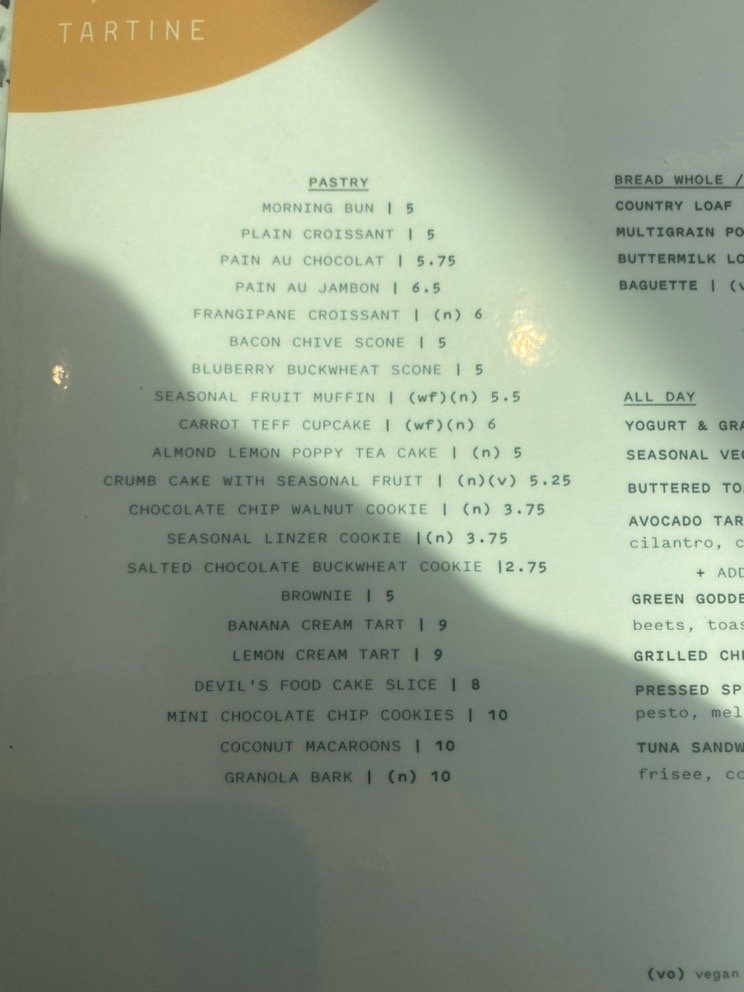 TARTINE
PASTRY
MORNING BUN | 5
PLAIN CROISSANT | 5
PAIN AU CHOCOLAT | 5.75
PAIN AU JAMBON | 6.5
FRANGIPANE CROISSANT | (n) 6
BACON CHIVE SCONE | 5
BLUBERRY BUCKWHEAT SCONE | 5
SEASONAL FRUIT MUFFIN | (wf)(n) 5.5
CARROT TEFF CUPCAKE | (wf)(n) 6
ALMOND LEMON POPPY TEA CAKE | (n) 5
CRUMB CAKE WITH SEASONAL FRUIT | (n)(v) 5.25
CHOCOLATE CHIP WALNUT COOKIE | (n) 3.75
SEASONAL LINZER COOKIE |(n) 3.75
SALTED CHOCOLATE BUCKWHEAT COOKIE |2.75
BROWNIE | 5
BANANA CREAM TART | 9
LEMON CREAM TART | 9
DEVIL'S FOOD CAKE SLICE | 8
MINI CHOCOLATE CHIP COOKIES | 10
COCONUT MACAROONS | 10
GRANOLA BARK | (n) 10
BREAD WHOLE /
COUNTRY LOAF
MULTIGRAIN
BUTTERMILK
BAGUETTE |
ALL DAY
YOGURT &
SEASONAL
BUTTERED
AVOCADO
cilantro,
+ ADD
GREEN
beets,
GRILLED
PRESSED
pesto,
TUNA
frisee,
(vo) vegan